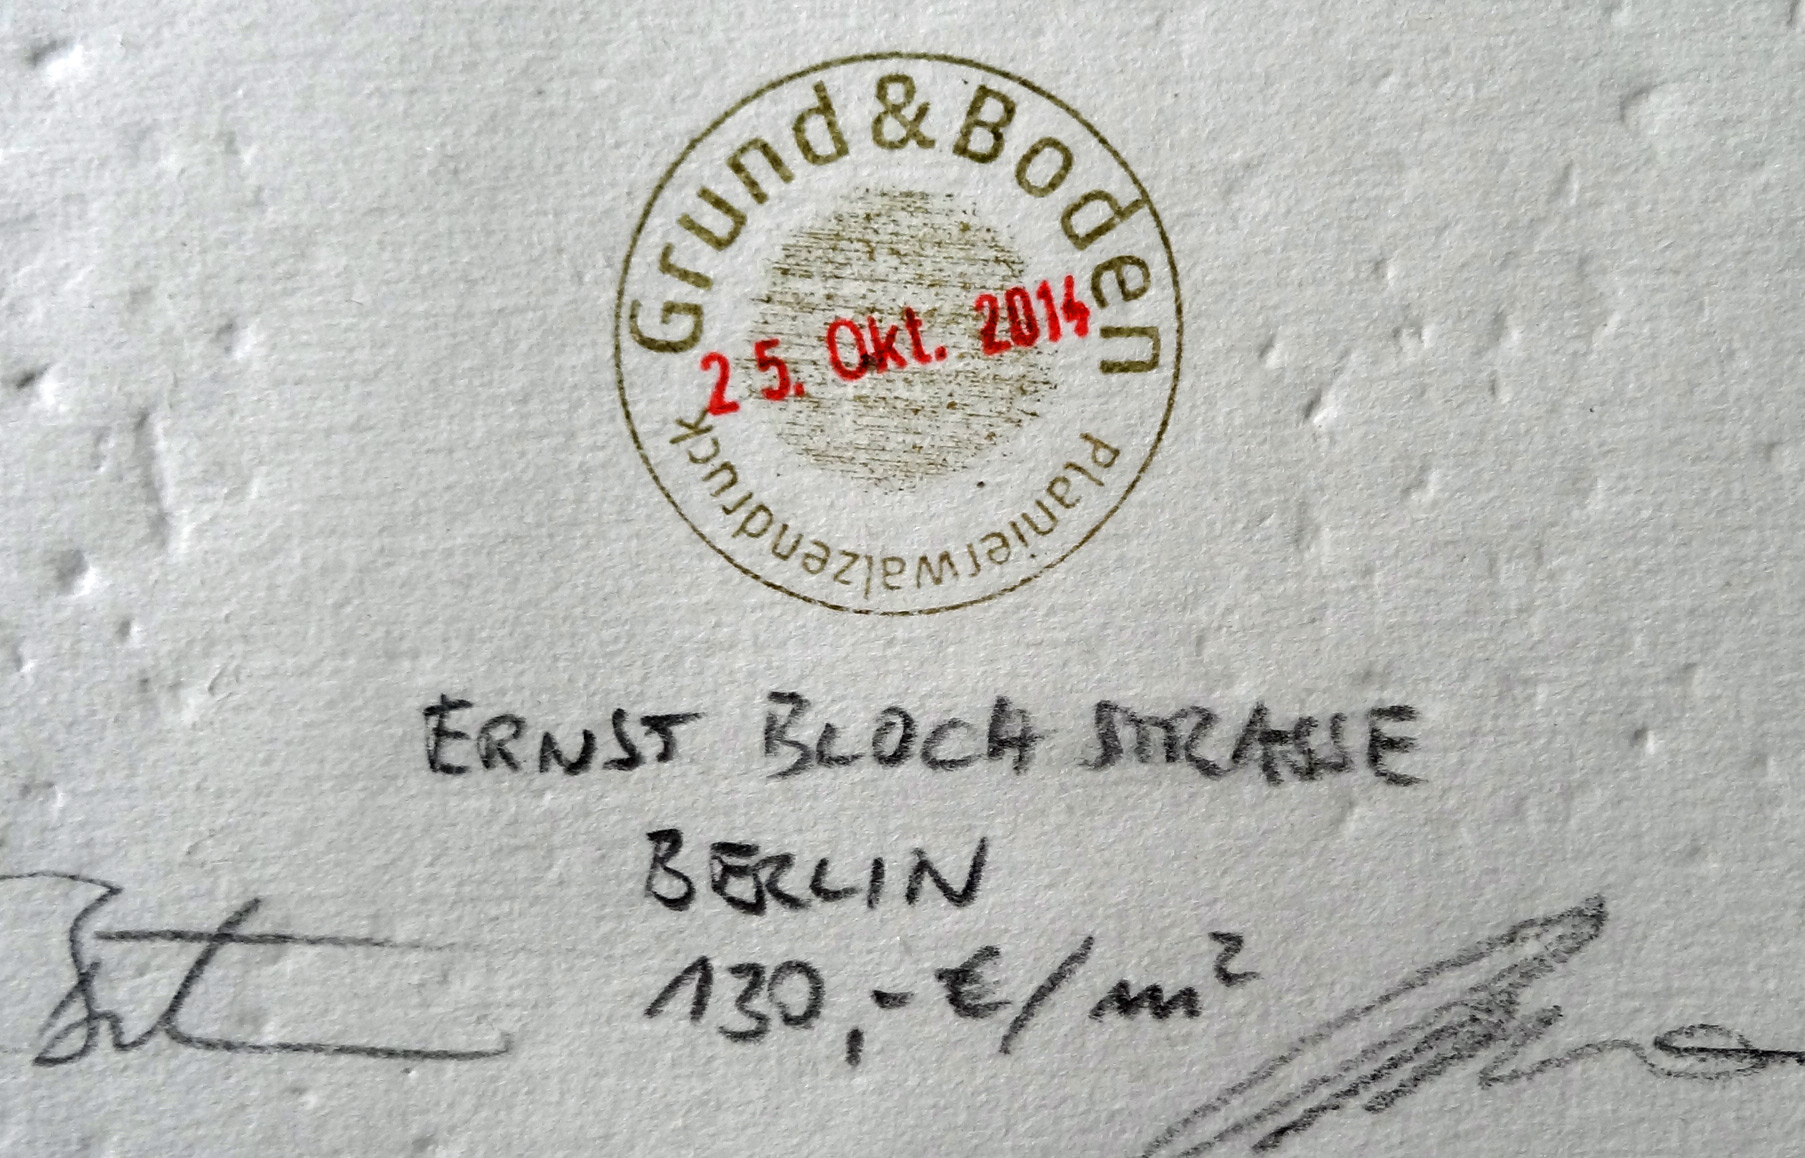 Grund & Boden
25. Okt. 2014
Planierwalzendruck
ERNST BLOCH STRASSE
BERLIN
130,- €/m²